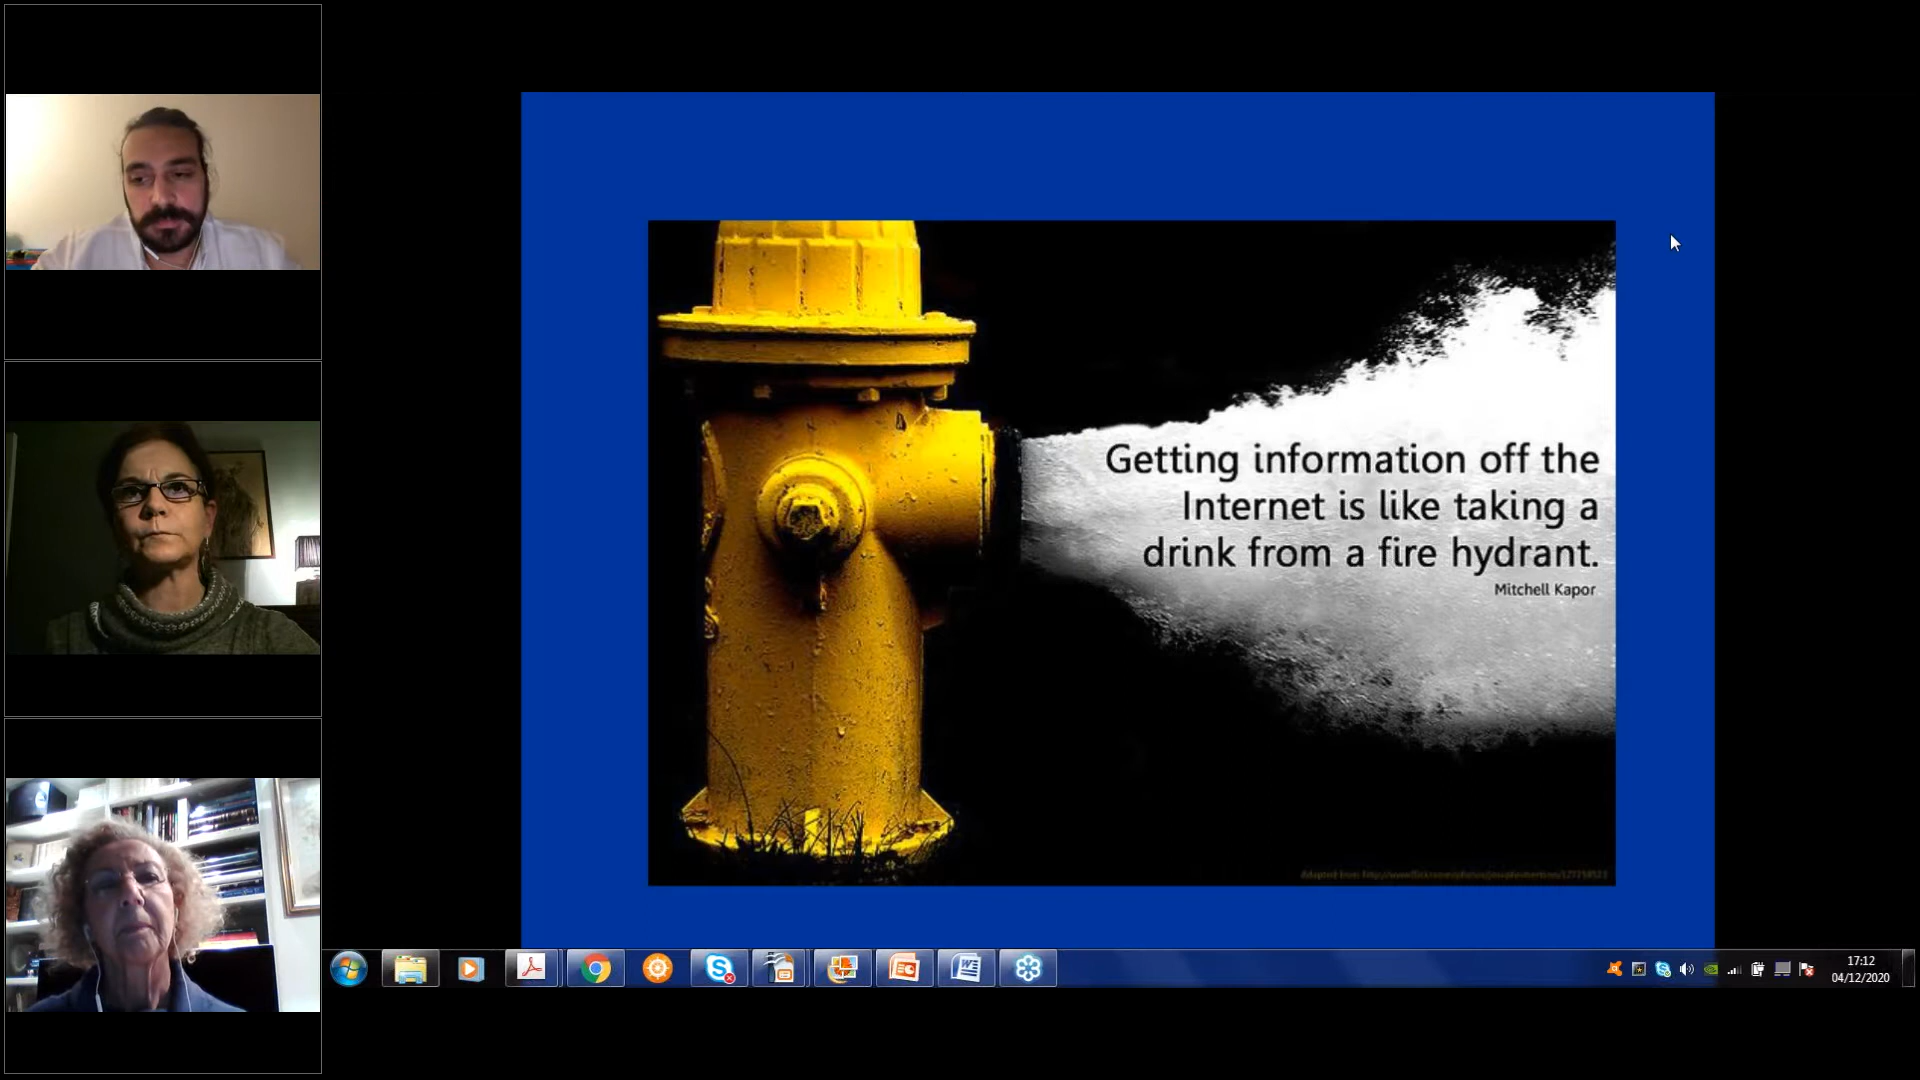 Getting information off the
Internet is like taking a
drink from a fire hydrant.
Mitchell Kapor
17:12
04/12/2020